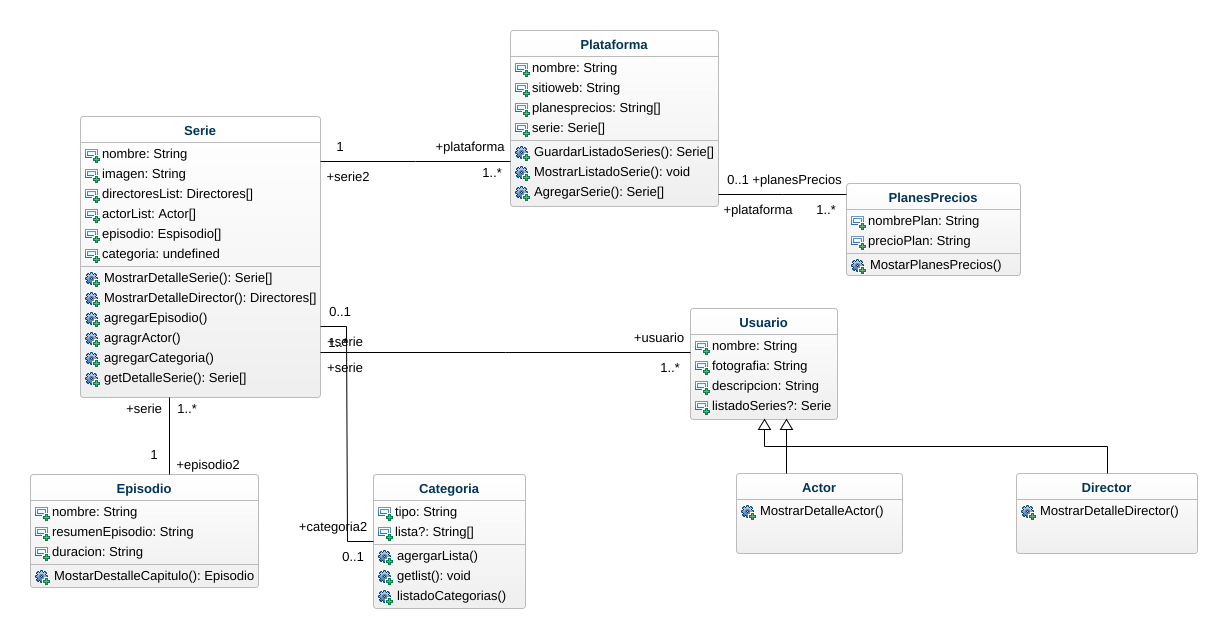 Plataforma
nombre: String
sitioweb: String
planesprecios: String[]
serie: Serie[]
GuardarListadoSeries(): Serie[]
MostrarListadoSerie(): void
AgregarSerie(): Serie[]
Serie
nombre: String
imagen: String
directoresList: Directores[]
actorList: Actor[]
episodio: Espisodio[]
categoria: undefined
MostrarDetalleSerie(): Serie[]
MostrarDetalleDirector(): Directores[]
agregarEpisodio()
agragrActor()
agregarCategoria()
getDetalleSerie(): Serie[]
1
+plataforma
+serie2
1..*
0..1 +planesPrecios
+plataforma
1..*
PlanesPrecios
nombrePlan: String
precioPlan: String
MostarPlanesPrecios()
0..1
+serie
1..*
+serie
+usuario
1..*
Usuario
nombre: String
fotografia: String
descripcion: String
listadoSeries?: Serie
+serie
1..*
1
+episodio2
Episodio
nombre: String
resumenEpisodio: String
duracion: String
MostarDestalleCapitulo(): Episodio
+categoria2
0..1
Categoria
tipo: String
lista?: String[]
agergarLista()
getlist(): void
listadoCategorias()
Actor
MostrarDetalleActor()
Director
MostrarDetalleDirector()